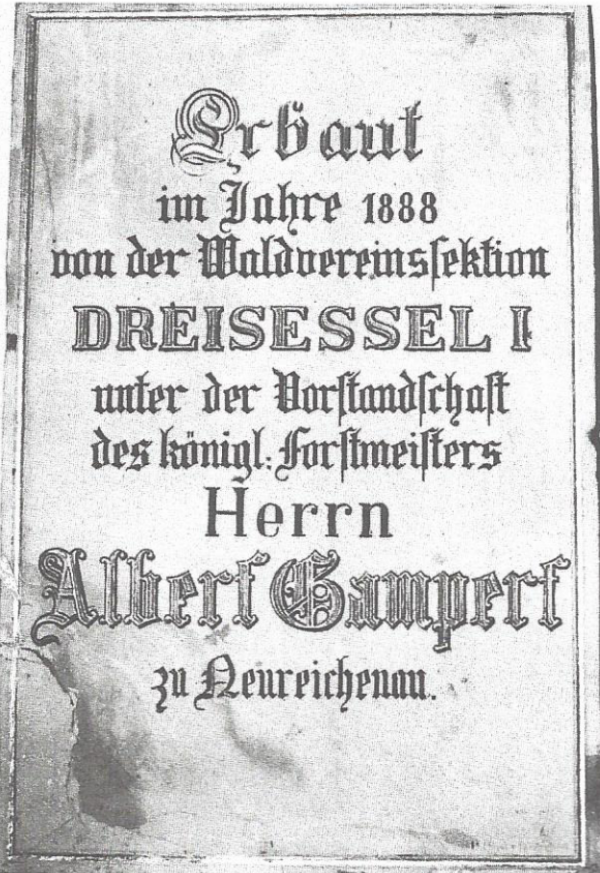 Erbaut
im Jahre 1888
von der Waldvereinssektion
DREISESSEL I
unter der Vorstandschaft
des königl: Forstmeisters
Herrn
Albert Gampert
zu Neureichenau.